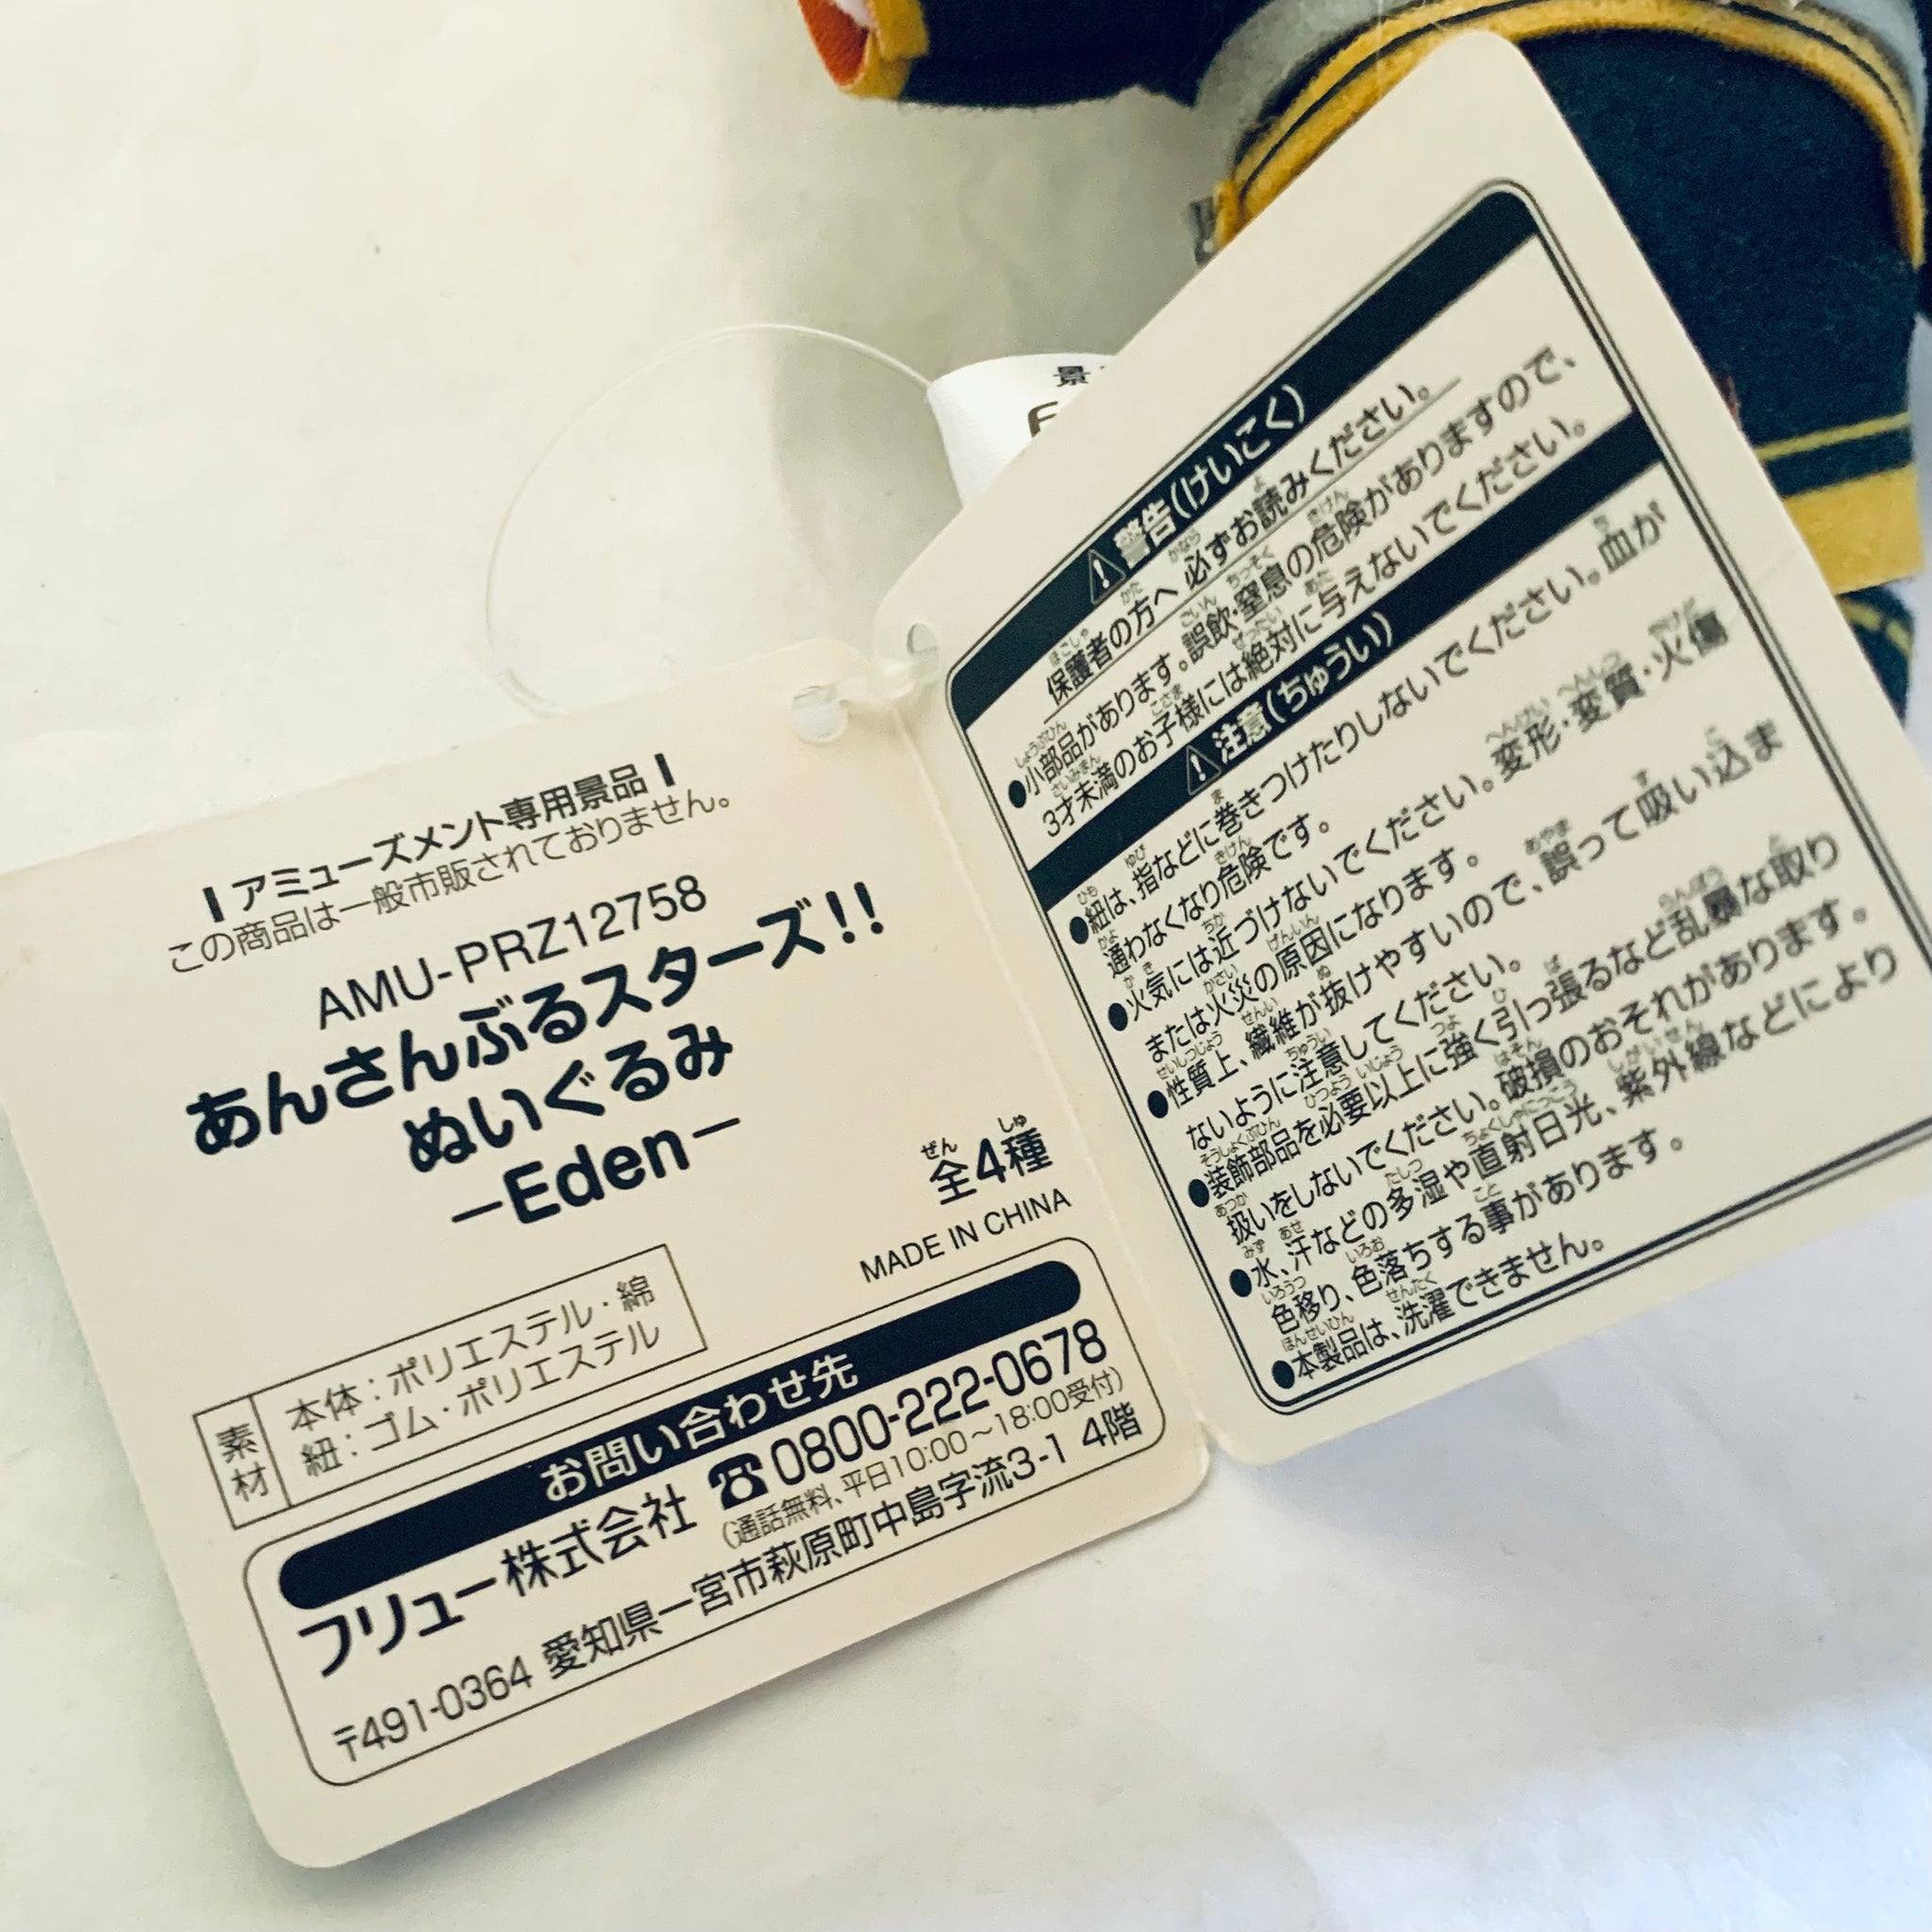 アミューズメント専用景品
この商品は一般市販されておりません。
AMU-PRZ12758
あんさんぶるスターズ!!
ぬいぐるみ
−Eden−
全4種
MADE IN CHINA
素材
本体：ポリエステル・綿
紐：ゴム・ポリエステル
お問い合わせ先
フリュー株式会社 ☎0800-222-0678
（通話無料、平日10:00〜18:00受付）
〒491-0364 愛知県一宮市萩原町中島字流3-1 4階
⚠警告(けいこく)
保護者の方へ 必ずお読みください。
●小部品があります。誤飲・窒息の危険がありますので、
3才未満のお子様には絶対に与えないでください。
⚠注意(ちゅうい)
●紐は、指などに巻きつけたりしないでください。血が
通わなくなり危険です。
●火気には近づけないでください。変形・変質・火傷
または火災の原因になります。
●性質上、繊維が抜けやすいので、誤って吸い込ま
ないように注意してください。
●装飾部品を必要以上に強く引っ張るなど乱暴な取り
扱いをしないでください。破損のおそれがあります。
●水、汗などの多湿や直射日光、紫外線などにより
色移り、色落ちする事があります。
●本製品は、洗濯できません。